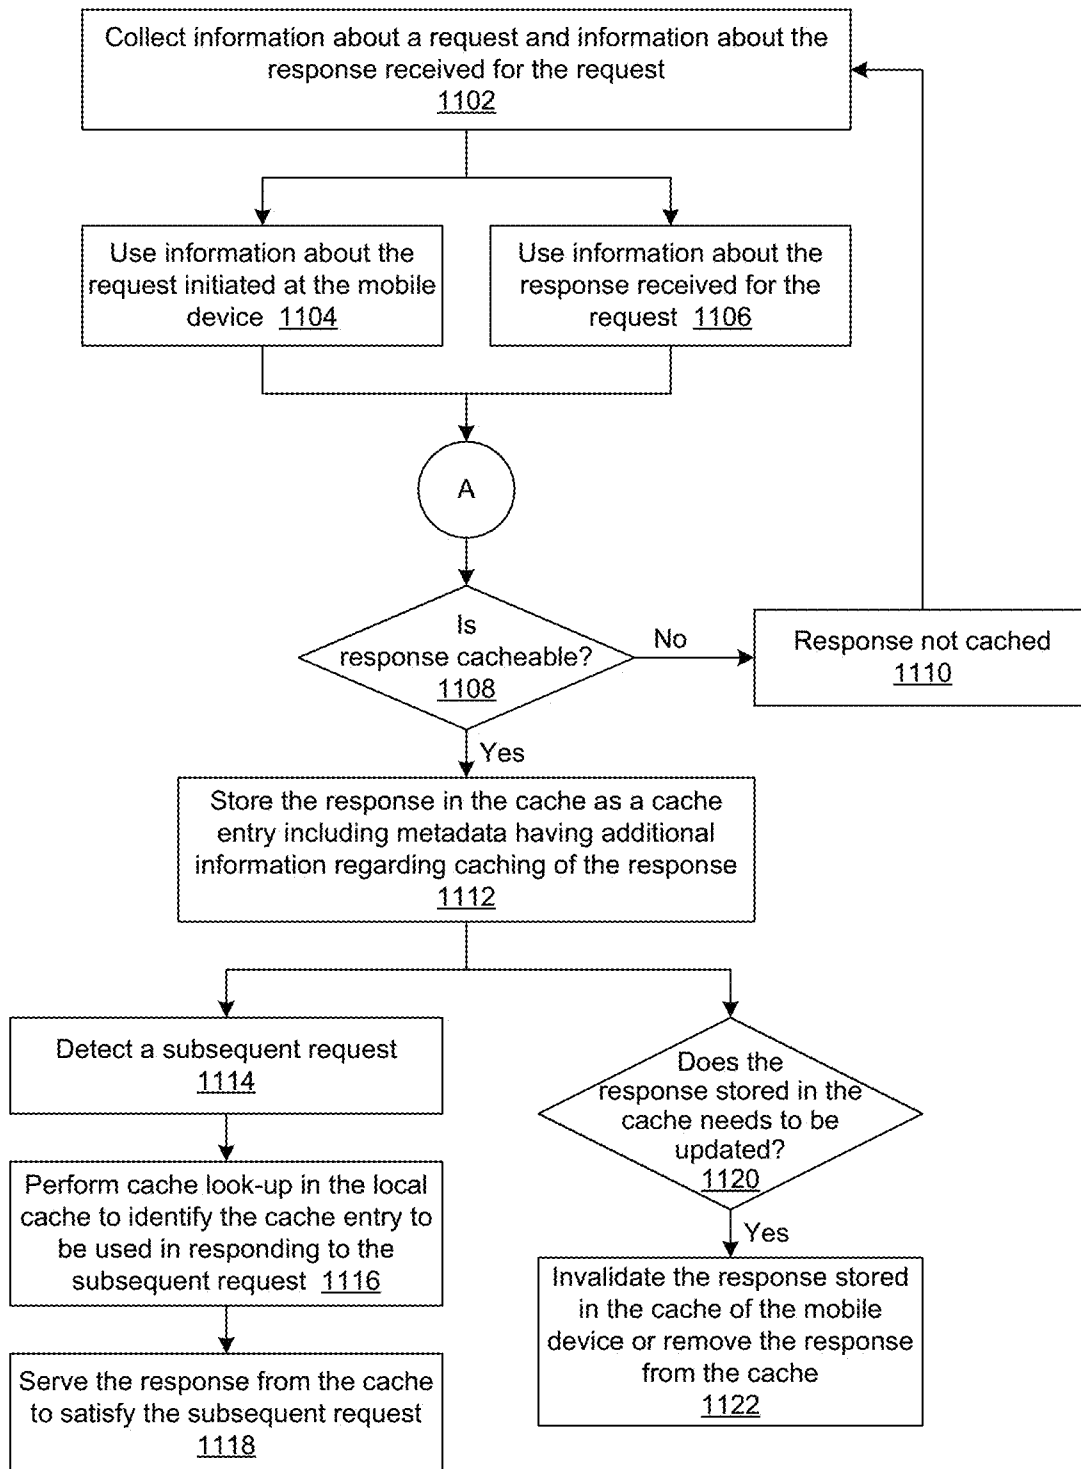 Collect information about a request and information about the
response received for the request
1102
Use information about the
request initiated at the mobile
device 1104
Use information about the
response received for the
request 1106
A
Is
response cacheable?
1108
No
Response not cached
1110
Yes
Store the response in the cache as a cache
entry including metadata having additional
information regarding caching of the response
1112
Detect a subsequent request
1114
Perform cache look-up in the local
cache to identify the cache entry to
be used in responding to the
subsequent request 1116
Serve the response from the cache
to satisfy the subsequent request
1118
Does the
response stored in the
cache needs to be
updated?
1120
Yes
Invalidate the response stored
in the cache of the mobile
device or remove the response
from the cache
1122